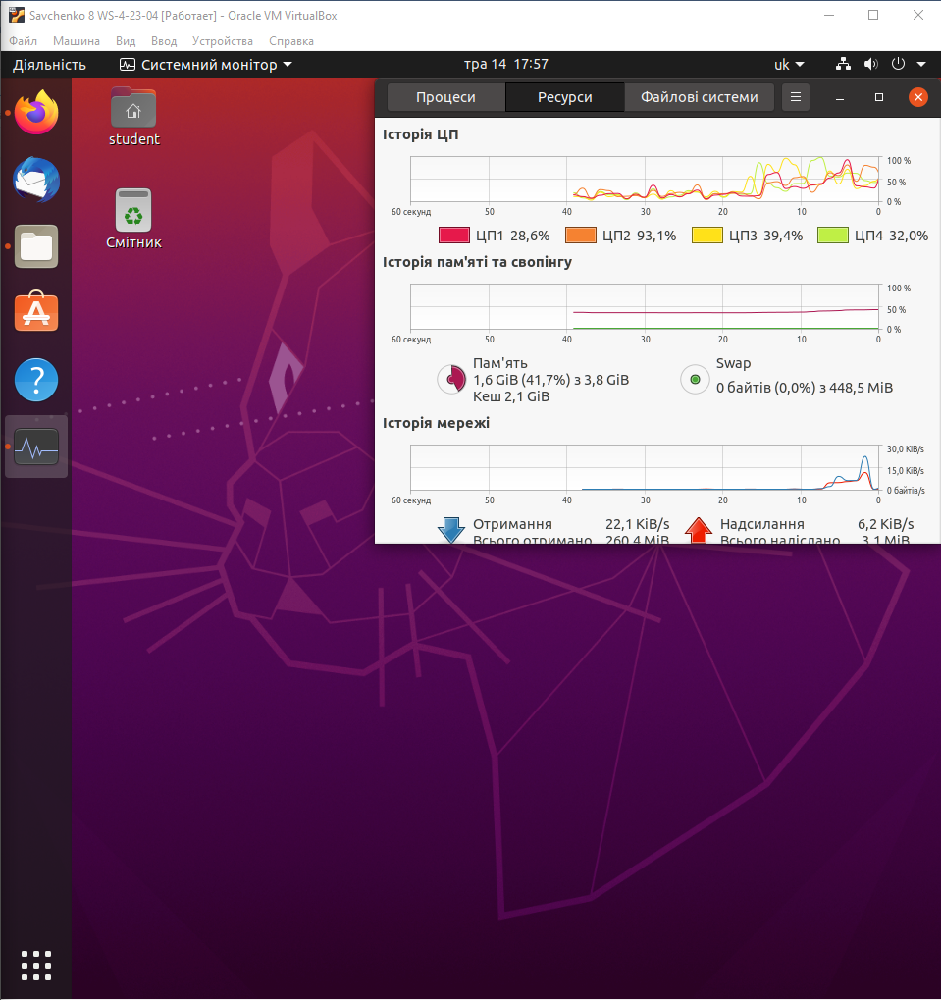 Savchenko 8 WS-4-23-04 [Работает] - Oracle VM VirtualBox
Файл Машина Вид Ввод Устройства Справка
Діяльність Системний монітор тра 14 17:57 uk
Процеси Ресурси Файлові системи
student
Смітник
Історія ЦП
100 %
50 %
0 %
60 секунд 50 40 30 20 10 0
ЦП1 28,6% ЦП2 93,1% ЦП3 39,4% ЦП4 32,0%
Історія пам'яті та свопінгу
100 %
50 %
0 %
60 секунд 50 40 30 20 10 0
Пам'ять
1,6 GiB (41,7%) з 3,8 GiB
Кеш 2,1 GiB
Swap
0 байтів (0,0%) з 448,5 MiB
Історія мережі
30,0 KiB/s
15,0 KiB/s
0 байтів/s
60 секунд 50 40 30 20 10 0
Отримання 22,1 KiB/s Надсилання 6,2 KiB/s
Всього отримано 260,4 MiB Всього надіслано 3,1 MiB